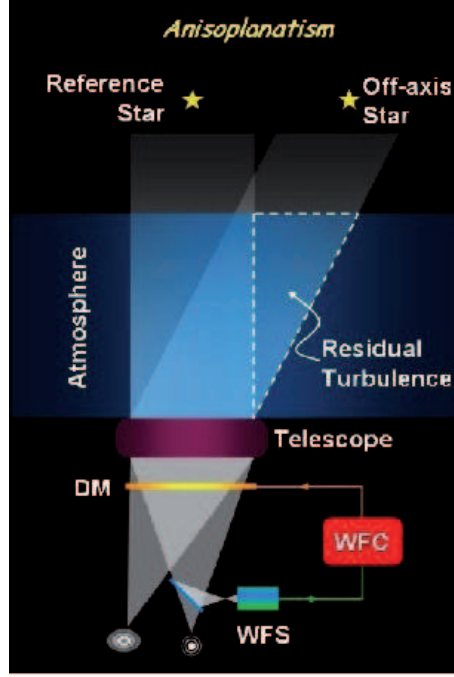 Anisoplanatism
Reference
Star
Off-axis
Star
Atmosphere
Residual
Turbulence
Telescope
DM
WFC
WFS